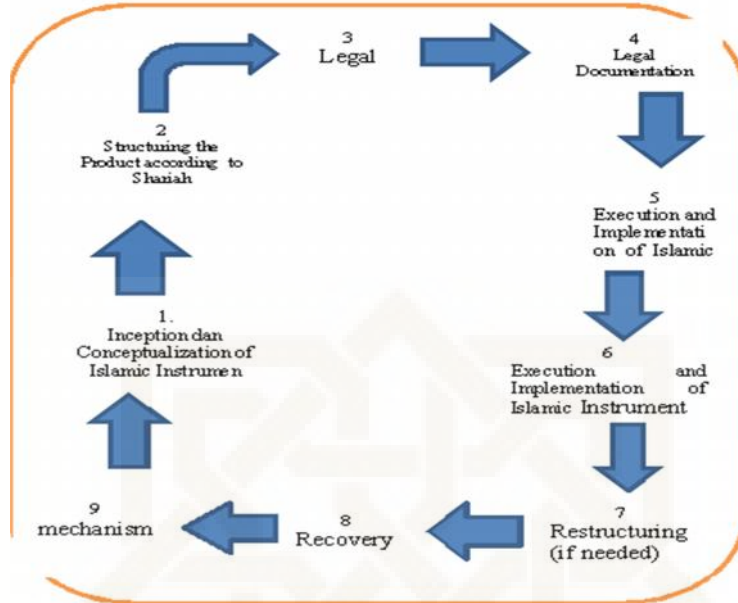 3
Legal
4
Legal
Documentation
2
Structuring the
Product according to
Shariah
5
Execution and
Implementati
on of Islamic
1.
Inception dan
Conceptualization of
Islamic Instrumen
6
Execution and
Implementation of
Islamic Instrument
9
mechanism
8
Recovery
7
Restructuring
(if needed)